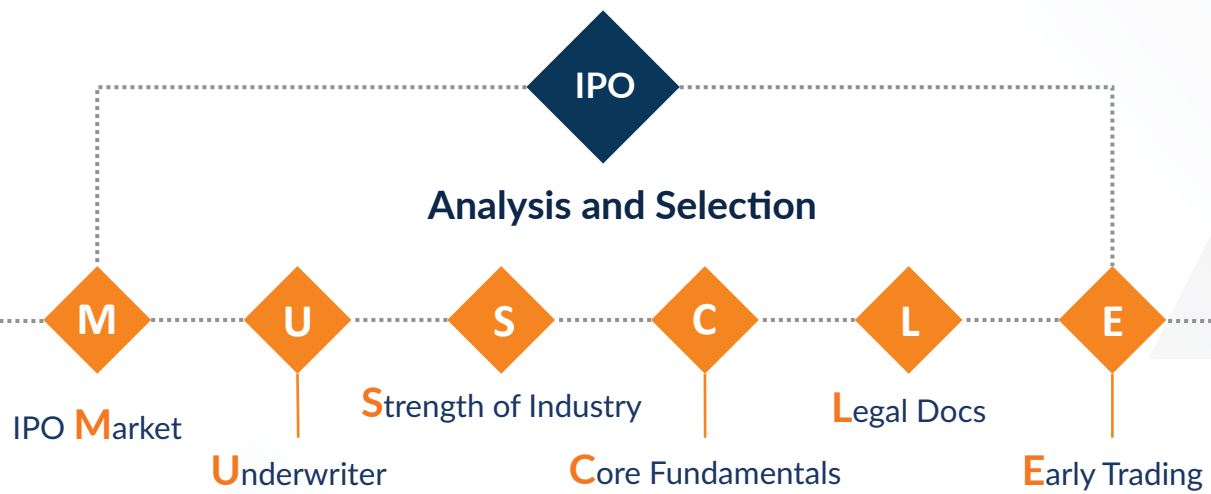 IPO
Analysis and Selection
M U S C L E
Strength of Industry
Legal Docs
IPO Market
Underwriter
Core Fundamentals
Early Trading